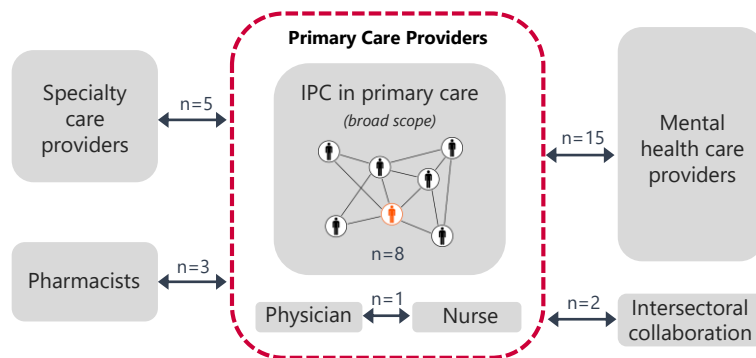 Primary Care Providers
Specialty
care
providers
n=5
IPC in primary care
(broad scope)
n=8
n=15
Mental
health care
providers
Pharmacists
n=3
Physician
n=1
Nurse
n=2
Intersectoral
collaboration